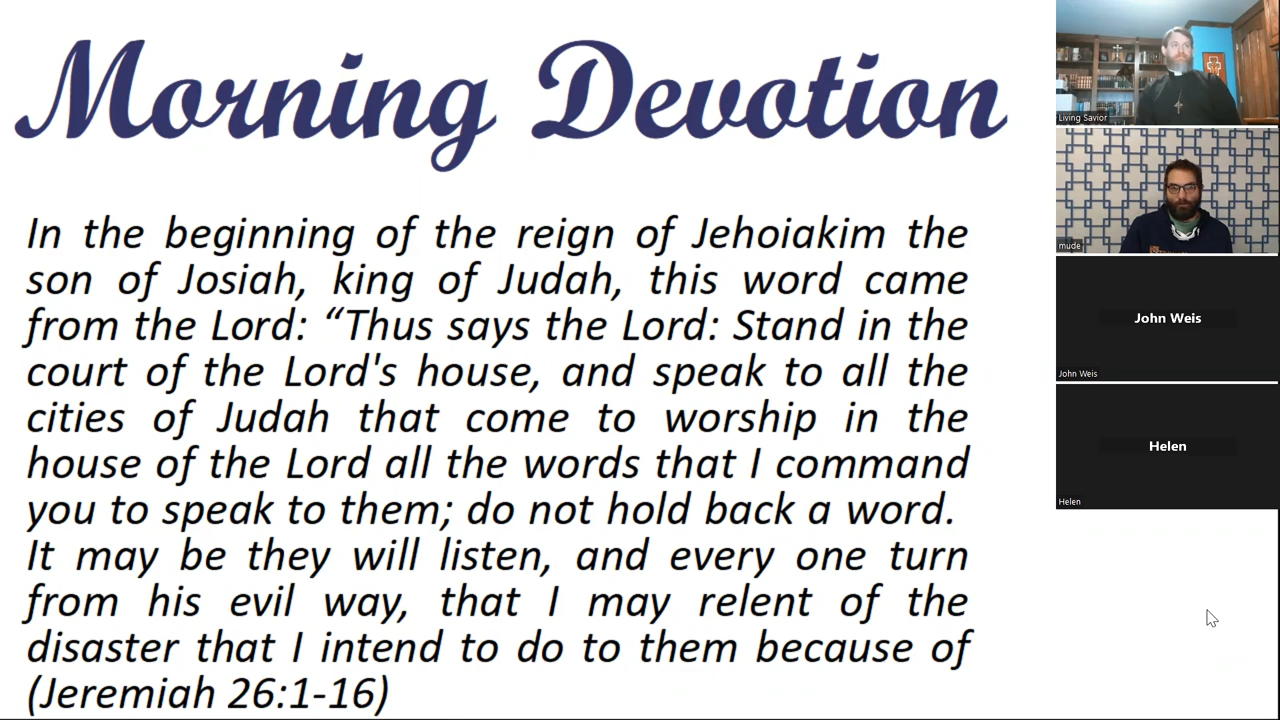 Morning Devotion
In the beginning of the reign of Jehoiakim the
son of Josiah, king of Judah, this word came
from the Lord: “Thus says the Lord: Stand in the
court of the Lord's house, and speak to all the
cities of Judah that come to worship in the
house of the Lord all the words that I command
you to speak to them; do not hold back a word.
It may be they will listen, and every one turn
from his evil way, that I may relent of the
disaster that I intend to do to them because of
(Jeremiah 26:1-16)
Living Savior
mude
John Weis
John Weis
Helen
Helen